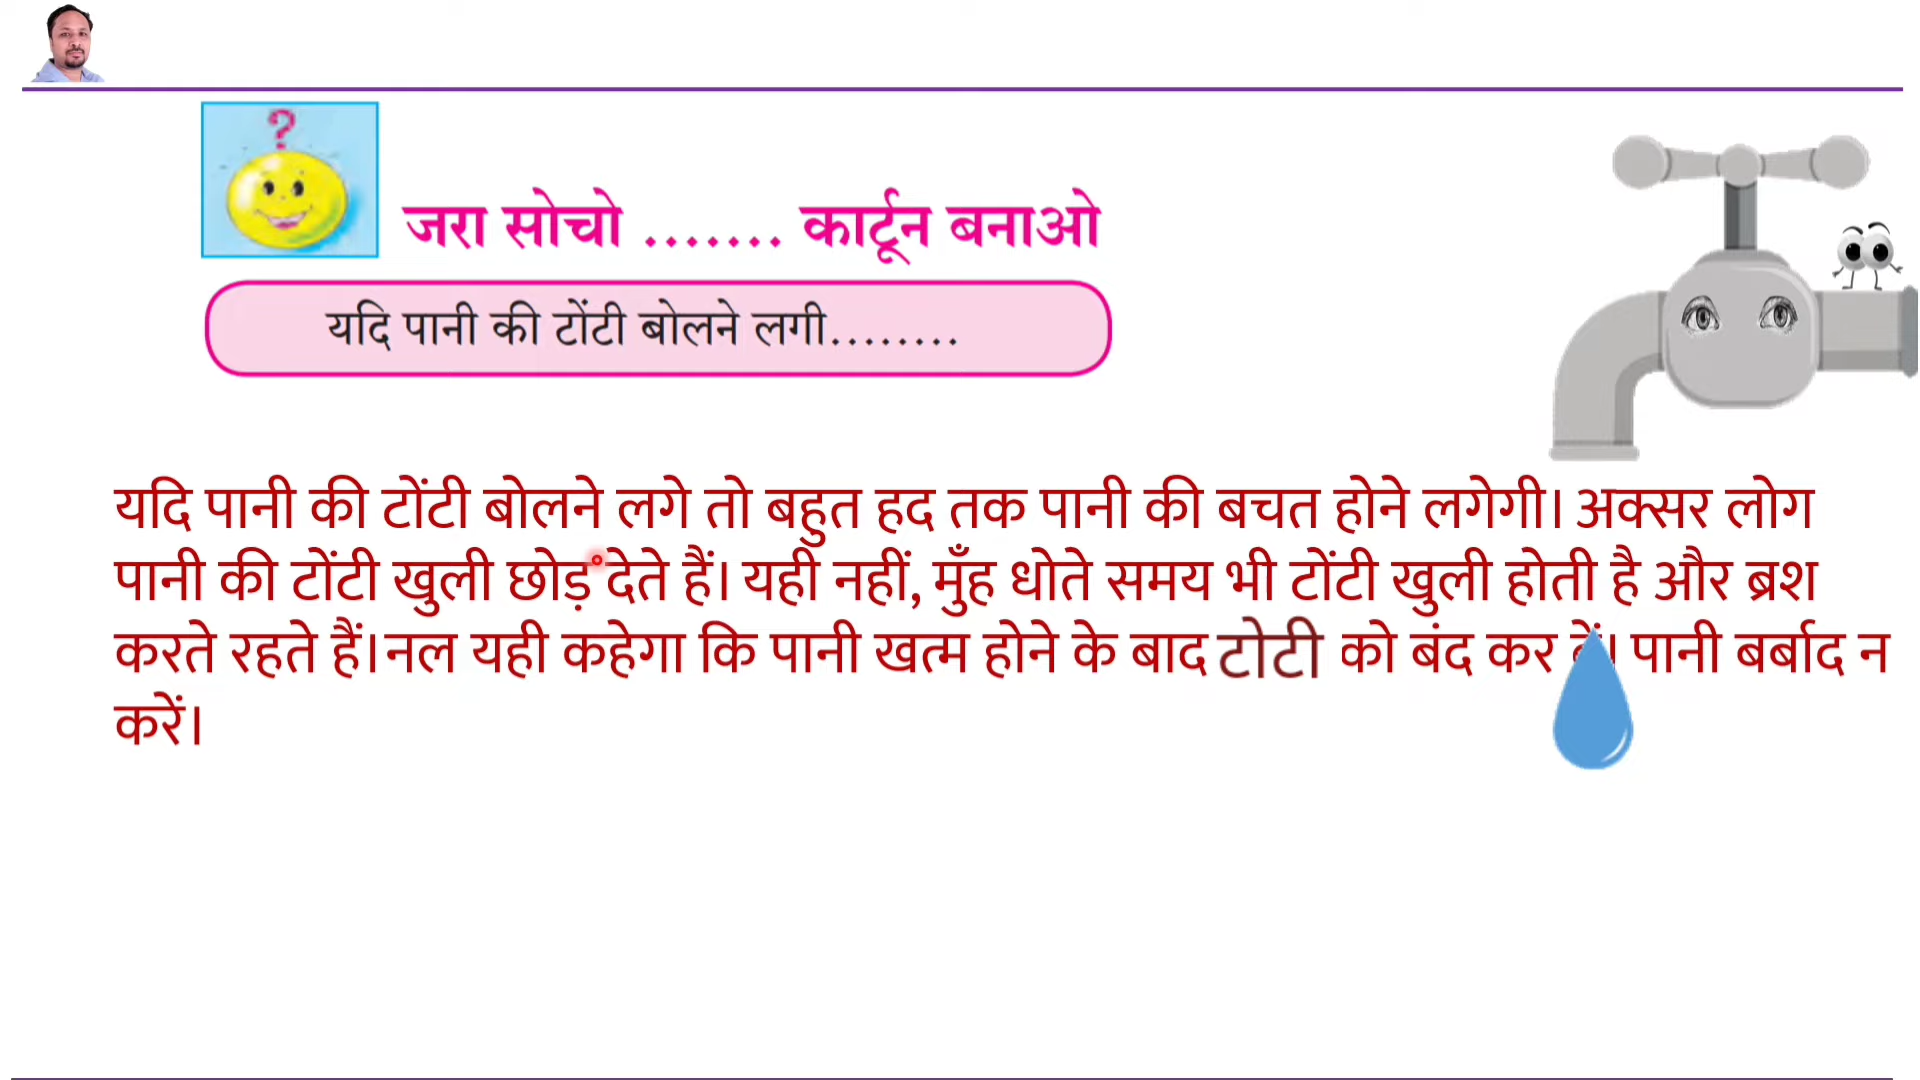 ?
जरा सोचो ....... कार्टून बनाओ
यदि पानी की टोंटी बोलने लगी........
यदि पानी की टोंटी बोलने लगे तो बहुत हद तक पानी की बचत होने लगेगी। अक्सर लोग
पानी की टोंटी खुली छोड़ देते हैं। यही नहीं, मुँह धोते समय भी टोंटी खुली होती है और ब्रश
करते रहते हैं।नल यही कहेगा कि पानी खत्म होने के बाद टोटी को बंद कर पानी बर्बाद न
करें।